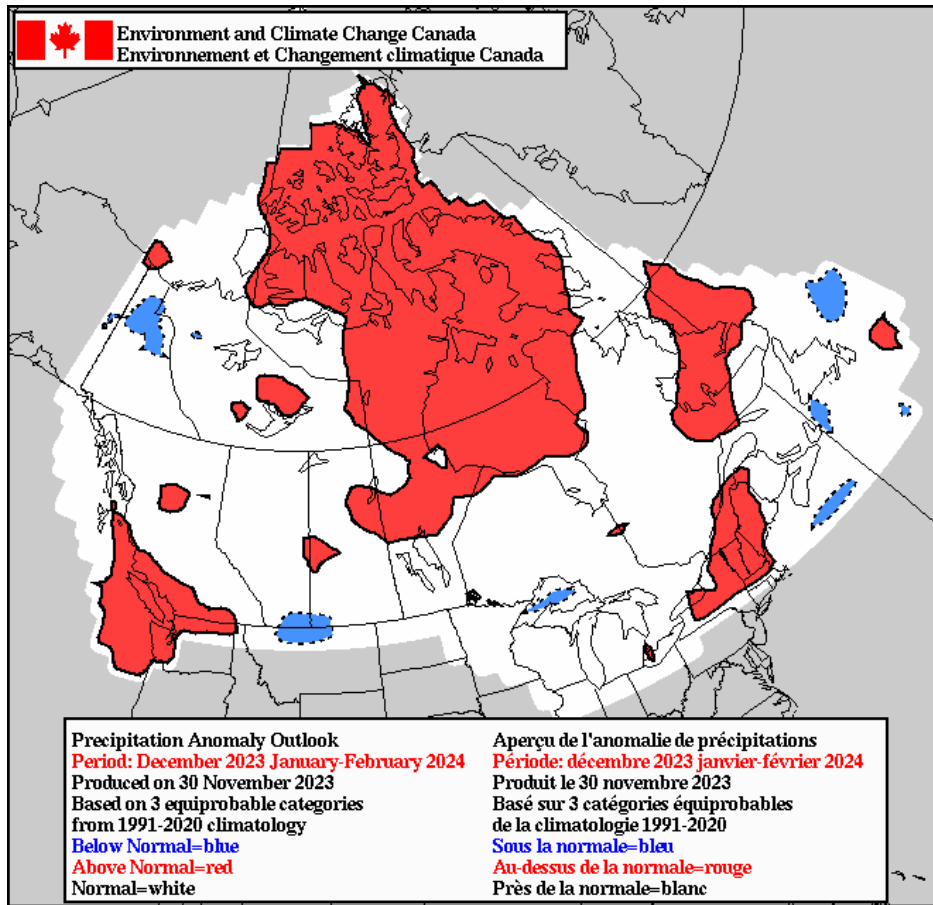 Environment and Climate Change Canada
Environnement et Changement climatique Canada
Precipitation Anomaly Outlook
Period: December 2023 January-February 2024
Produced on 30 November 2023
Based on 3 equiprobable categories
from 1991-2020 climatology
Below Normal=blue
Above Normal=red
Normal=white
Aperçu de l'anomalie de précipitations
Période: décembre 2023 janvier-février 2024
Produit le 30 novembre 2023
Basé sur 3 catégories équiprobables
de la climatologie 1991-2020
Sous la normale=bleu
Au-dessus de la normale=rouge
Près de la normale=blanc